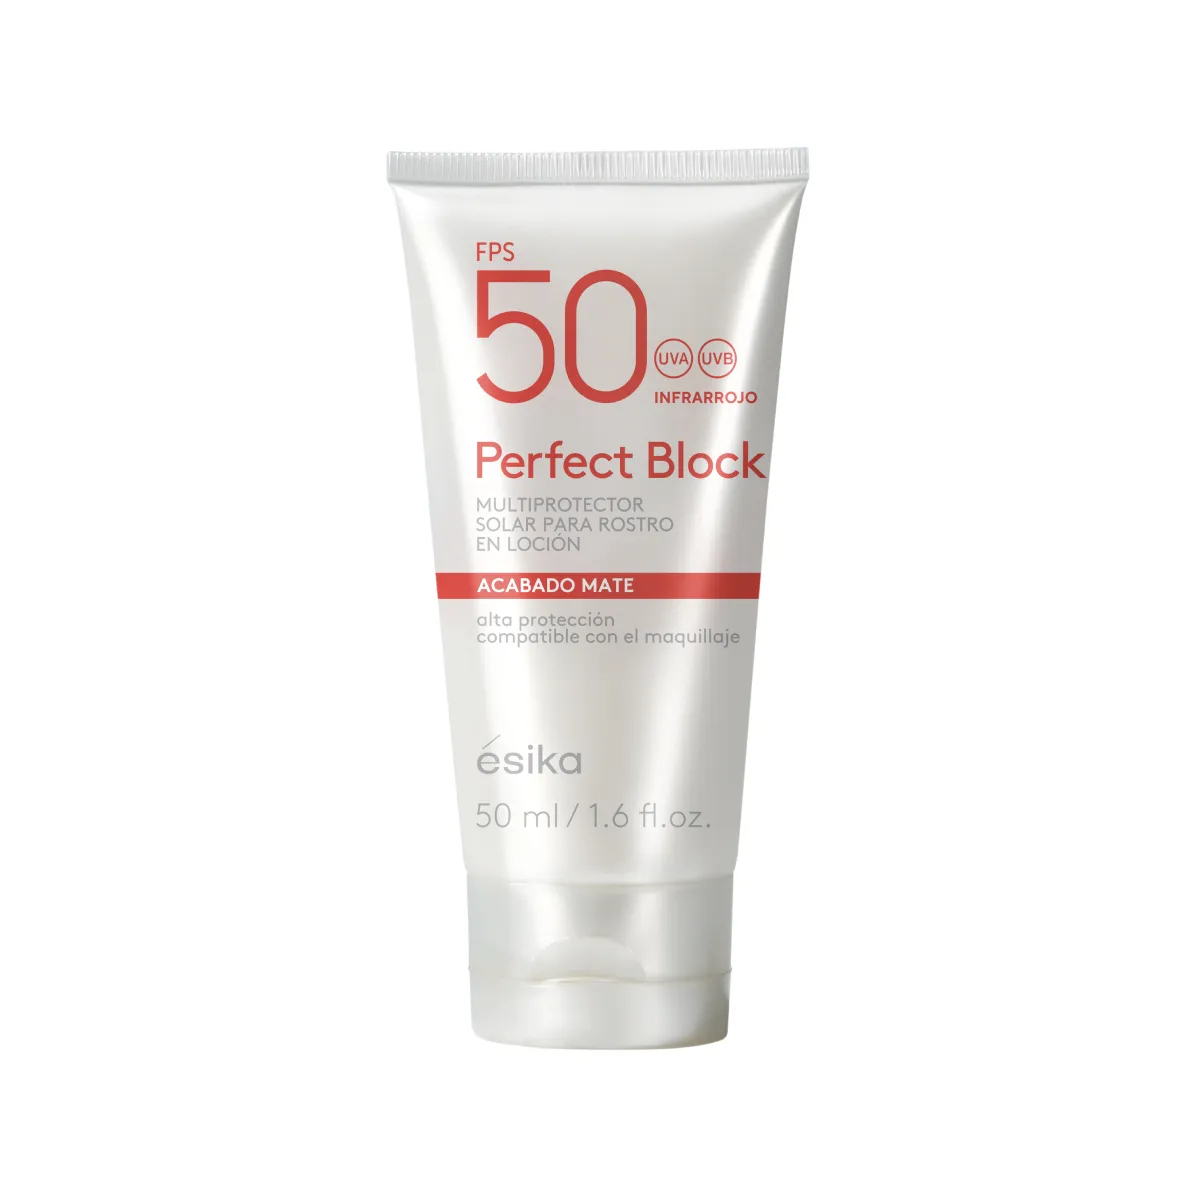 FPS
50
UVA UVB
INFRARROJO
Perfect Block
MULTIPROTECTOR
SOLAR PARA ROSTRO
EN LOCIÓN
ACABADO MATE
alta protección
compatible con el maquillaje
ésika
50 ml / 1.6 fl.oz.